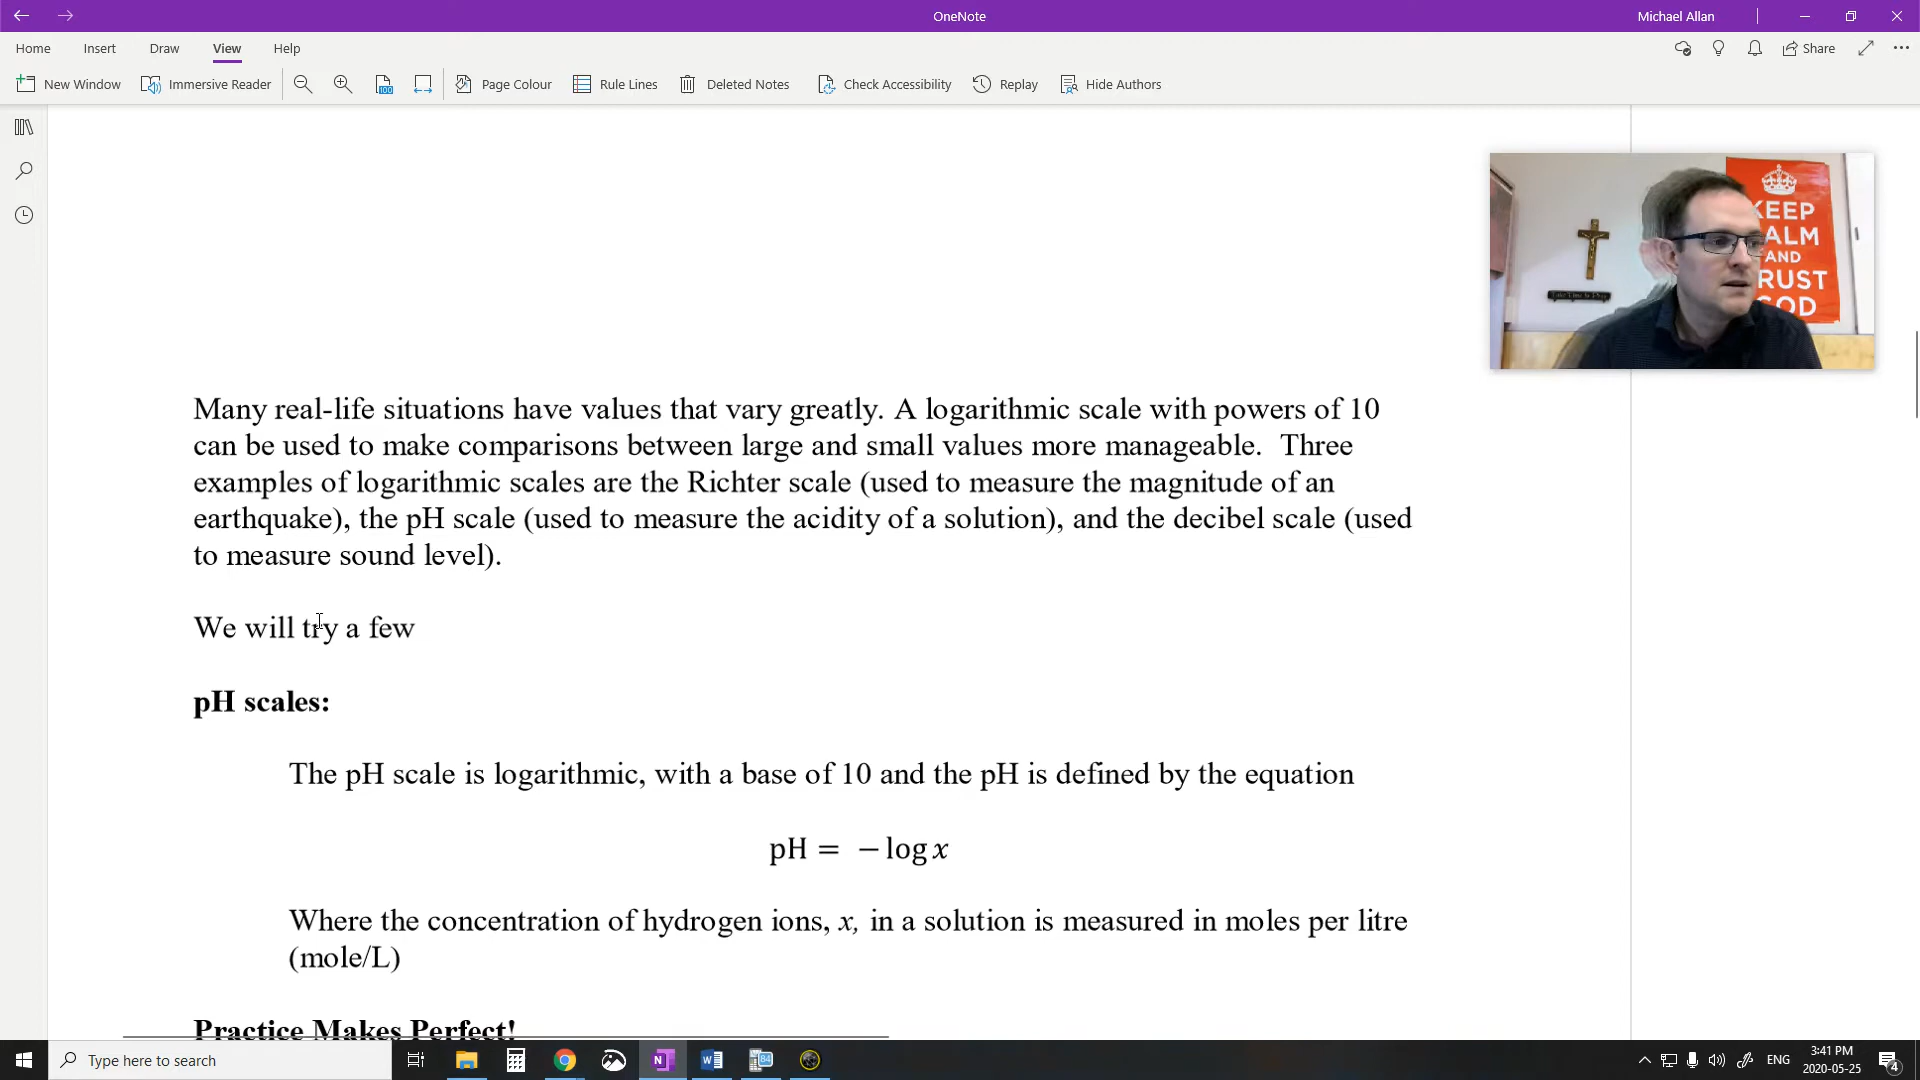 OneNote
Michael Allan
Home Insert Draw View Help
Share
New Window Immersive Reader Page Colour Rule Lines Deleted Notes Check Accessibility Replay Hide Authors
KEEP
CALM
AND
TRUST
GOD
Many real-life situations have values that vary greatly. A logarithmic scale with powers of 10
can be used to make comparisons between large and small values more manageable. Three
examples of logarithmic scales are the Richter scale (used to measure the magnitude of an
earthquake), the pH scale (used to measure the acidity of a solution), and the decibel scale (used
to measure sound level).
We will try a few
pH scales:
The pH scale is logarithmic, with a base of 10 and the pH is defined by the equation
pH = − log x
Where the concentration of hydrogen ions, x, in a solution is measured in moles per litre
(mole/L)
Practice Makes Perfect!
Type here to search
84
ENG
3:41 PM
2020-05-25
4